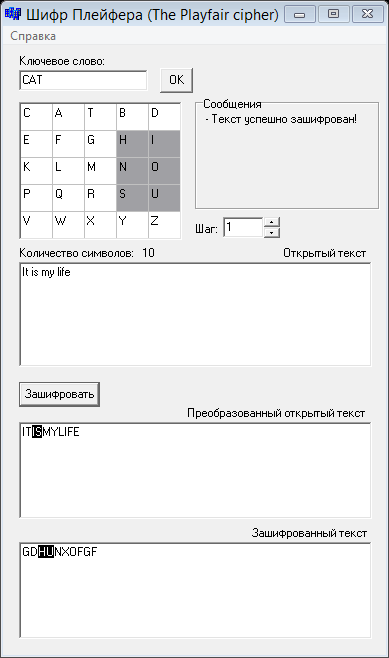 Шифр Плейфера (The Playfair cipher)
Справка
Ключевое слово:
CAT
OK
C A T B D
E F G H I
K L M N O
P Q R S U
V W X Y Z
Сообщения
- Текст успешно зашифрован!
Шаг: 1
Количество символов: 10
Открытый текст
It is my life
Зашифровать
Преобразованный открытый текст
ITISMYLIFE
Зашифрованный текст
GDHUNXOFGF